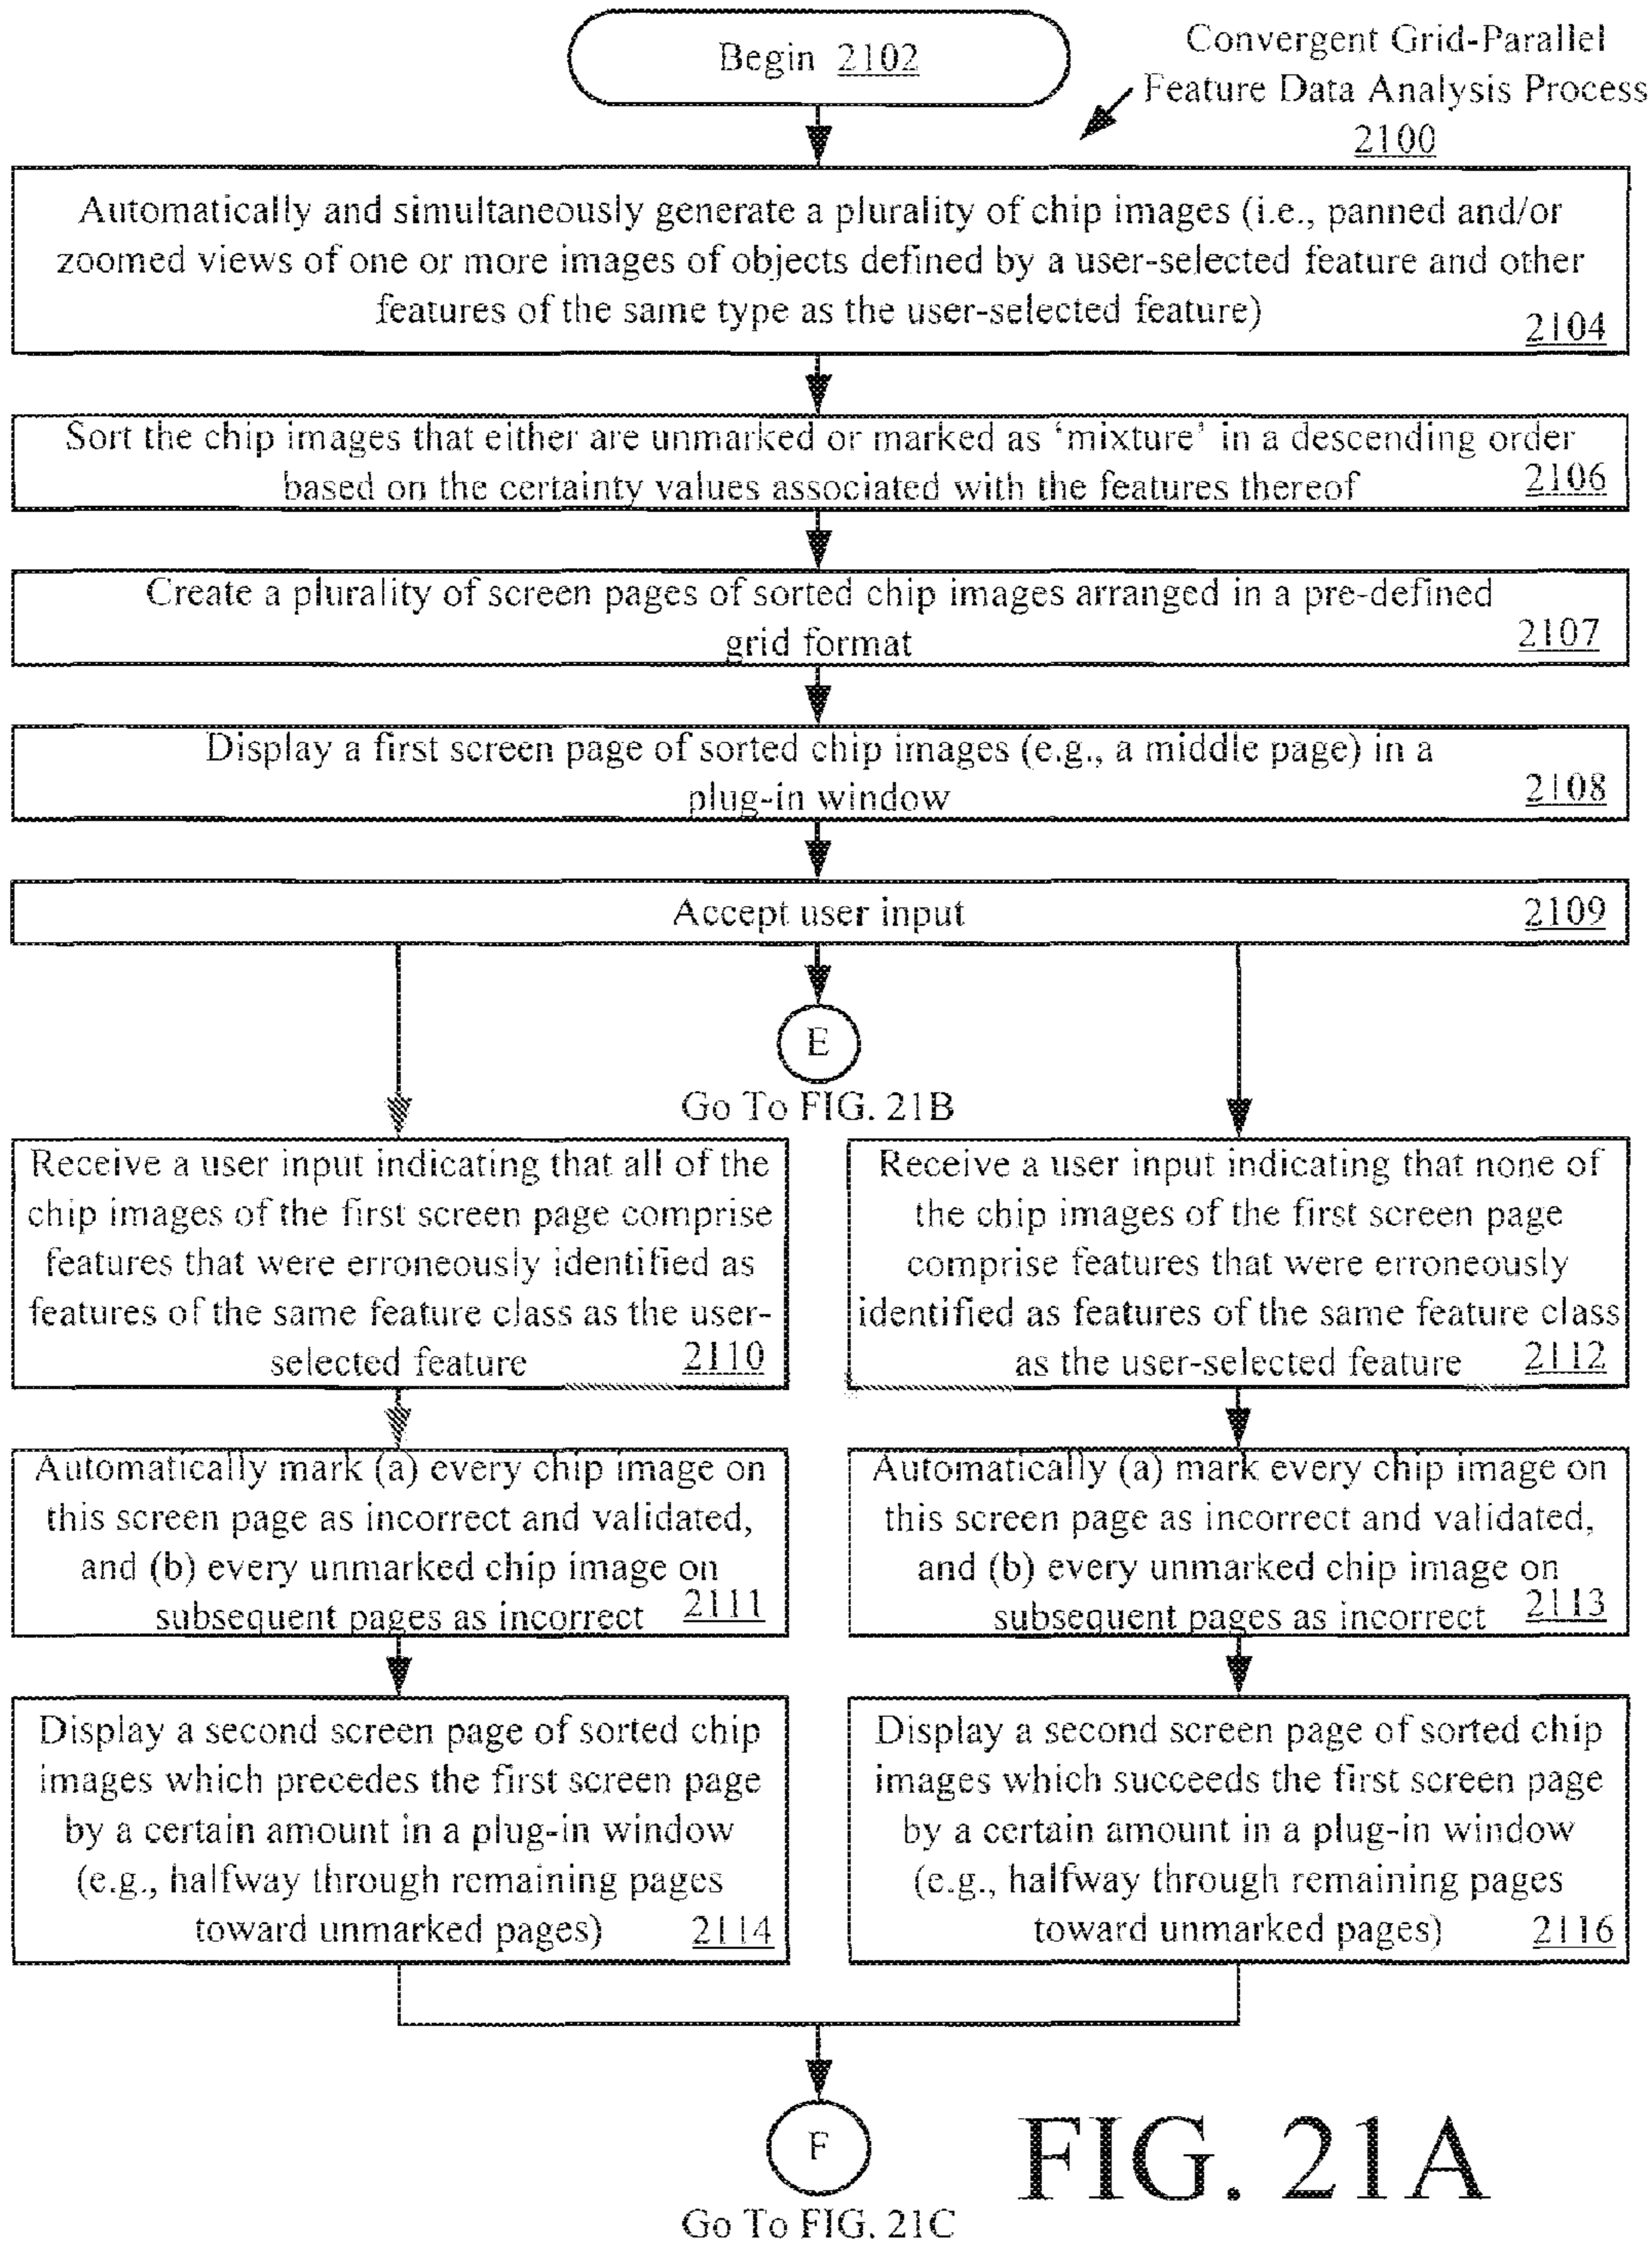 Begin 2102
Convergent Grid-Parallel
Feature Data Analysis Process
2100
Automatically and simultaneously generate a plurality of chip images (i.e., panned and/or
zoomed views of one or more images of objects defined by a user-selected feature and other
features of the same type as the user-selected feature)
2104
Sort the chip images that either are unmarked or marked as ‘mixture’ in a descending order
based on the certainty values associated with the features thereof
2106
Create a plurality of screen pages of sorted chip images arranged in a pre-defined
grid format
2107
Display a first screen page of sorted chip images (e.g., a middle page) in a
plug-in window
2108
Accept user input
2109
E
Go To FIG. 21B
Receive a user input indicating that all of the
chip images of the first screen page comprise
features that were erroneously identified as
features of the same feature class as the user-
selected feature
2110
Receive a user input indicating that none of
the chip images of the first screen page
comprise features that were erroneously
identified as features of the same feature class
as the user-selected feature
2112
Automatically mark (a) every chip image on
this screen page as incorrect and validated,
and (b) every unmarked chip image on
subsequent pages as incorrect
2111
Automatically (a) mark every chip image on
this screen page as incorrect and validated,
and (b) every unmarked chip image on
subsequent pages as incorrect
2113
Display a second screen page of sorted chip
images which precedes the first screen page
by a certain amount in a plug-in window
(e.g., halfway through remaining pages
toward unmarked pages)
2114
Display a second screen page of sorted chip
images which succeeds the first screen page
by a certain amount in a plug-in window
(e.g., halfway through remaining pages
toward unmarked pages)
2116
F
Go To FIG. 21C
FIG. 21A